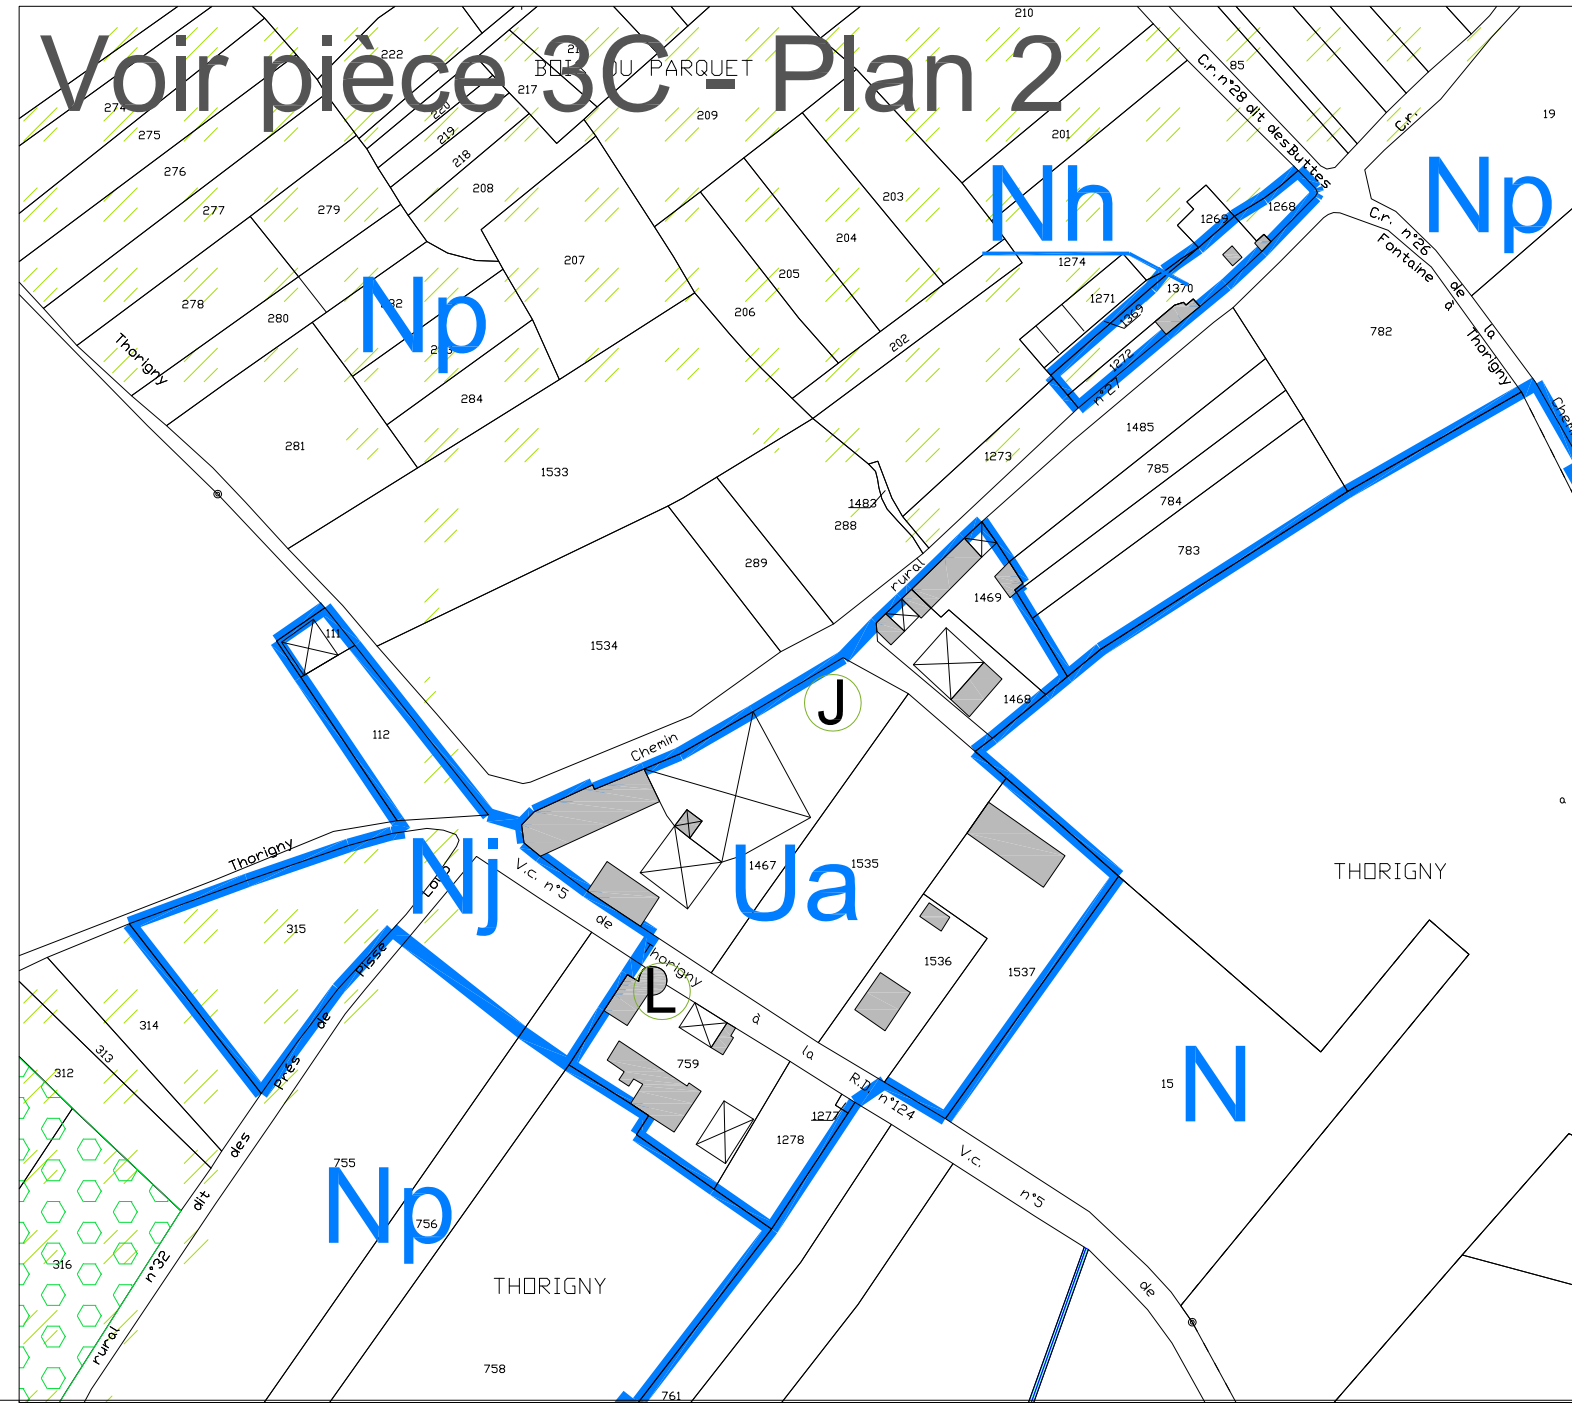 Voir pièce 3C - Plan 2
210
222
217
209
85
19
C.r. n°28 dit des Buttes
C.r.
274
275
276
277
279
278
280
281
284
220
219
218
208
207
201
203
204
205
206
202
Nh
Np
Np
1269
1268
1274
1271
1370
1369
1272
n°27
C.r. n°26 de la
Fontaine à Thorigny
782
Thorigny
1533
1273
1485
785
784
783
1483
288
289
1534
rural
1469
1468
111
112
J
Chemin
Thorigny
Nj
V.c. n°5 de Thorigny à la R.D. n°124
1467
Ua
1535
THORIGNY
a
315
1536
1537
314
313
312
316
L
759
1277
1278
15
N
rural n°32 dit des Prés de Pisse Loup
755
Np
756
THORIGNY
758
761
V.c. n°5 de